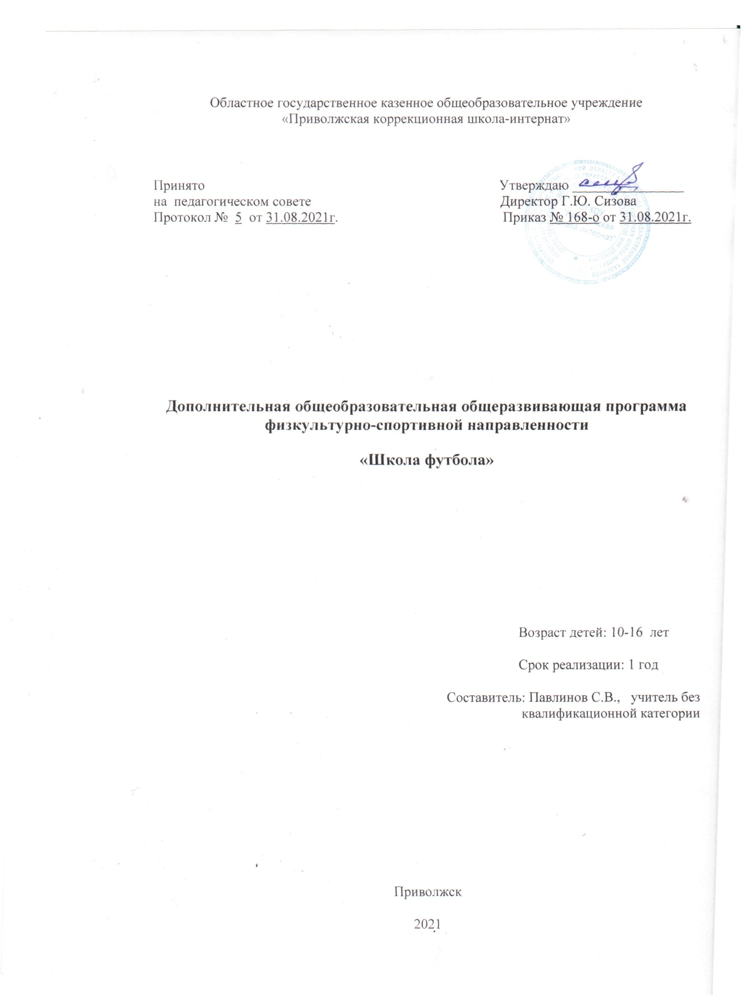 Областное государственное казенное общеобразовательное учреждение
«Приволжская коррекционная школа-интернат»
Принято
на педагогическом совете
Протокол № 5 от 31.08.2021г.
Утверждаю
Директор Г.Ю. Сизова
Приказ № 168-о от 31.08.2021г.
Дополнительная общеобразовательная общеразвивающая программа
физкультурно-спортивной направленности
«Школа футбола»
Возраст детей: 10-16 лет
Срок реализации: 1 год
Составитель: Павлинов С.В., учитель без
квалификационной категории
Приволжск
2021